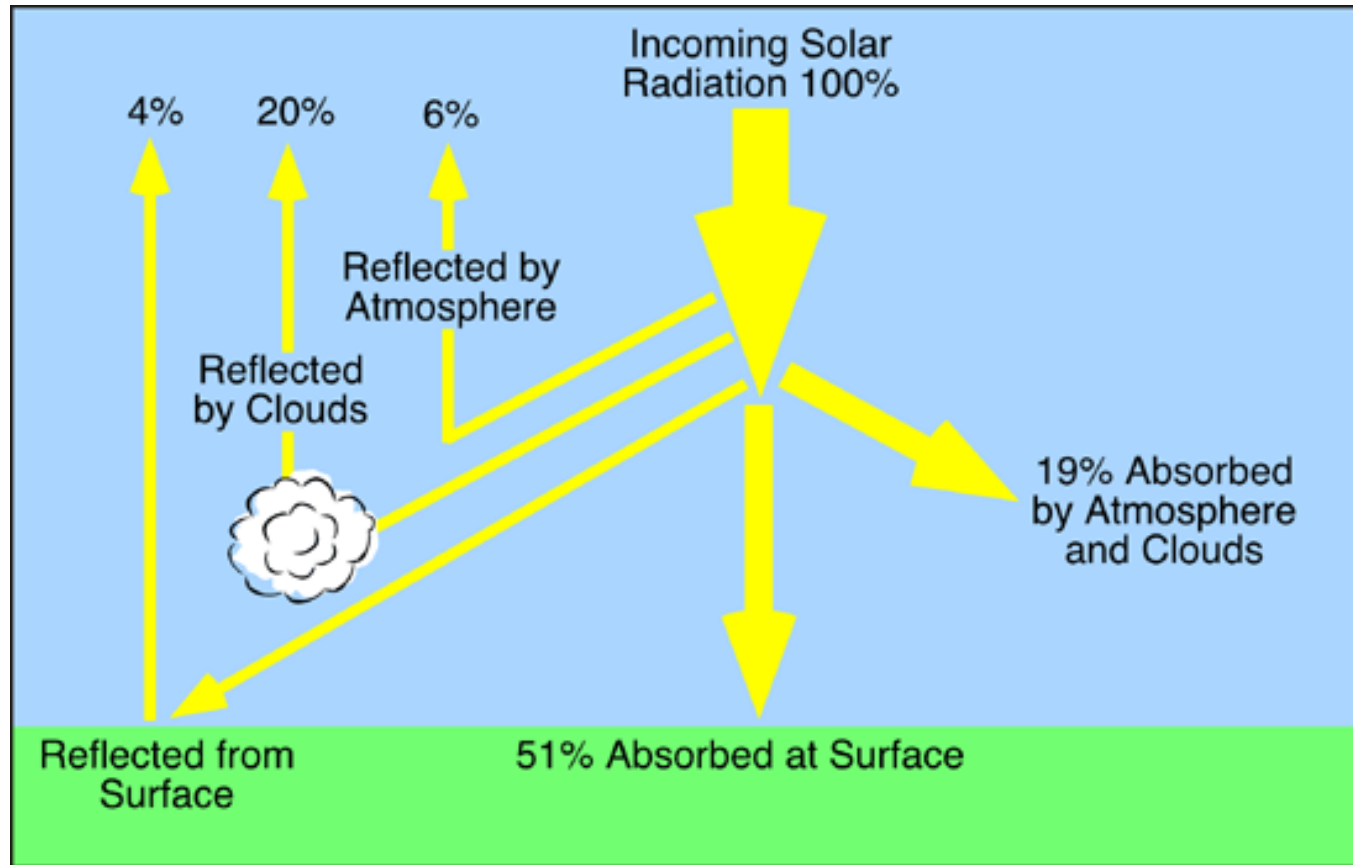 Incoming Solar
Radiation 100%
4%
20%
6%
Reflected by
Atmosphere
Reflected
by Clouds
19% Absorbed
by Atmosphere
and Clouds
Reflected from
Surface
51% Absorbed at Surface